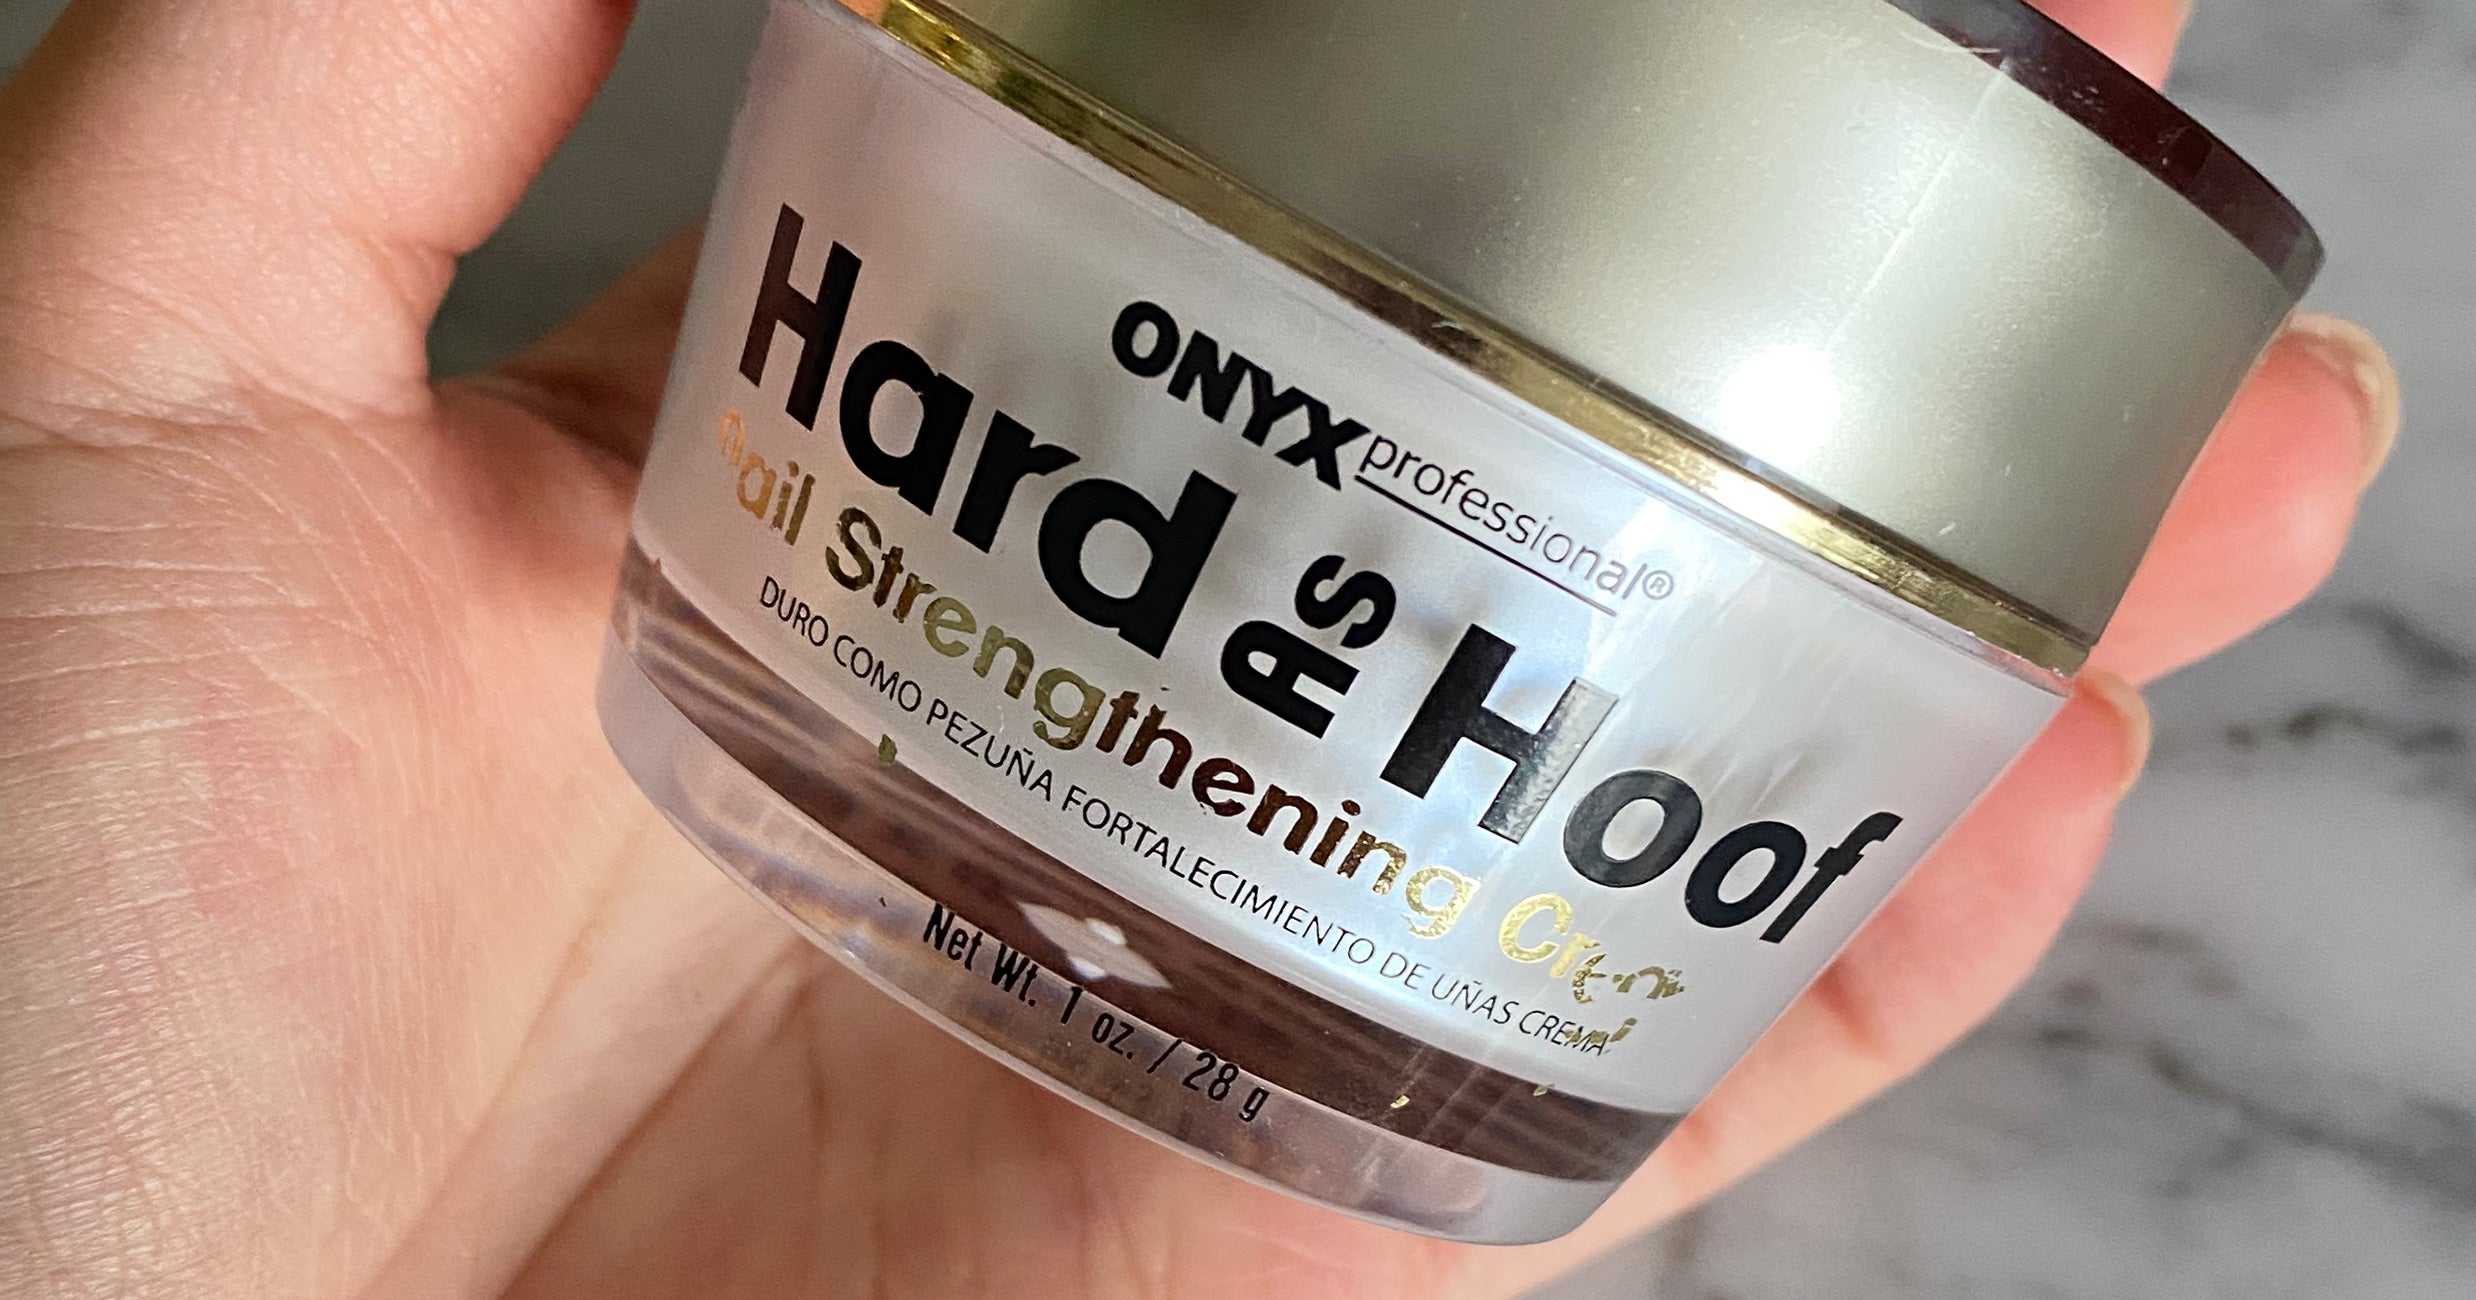 ONYX professional®
Hard AS Hoof
nail Strengthening Cream
DURO COMO PEZUÑA FORTALECIMIENTO DE UÑAS CREMA
Net Wt. 1 oz. / 28 g